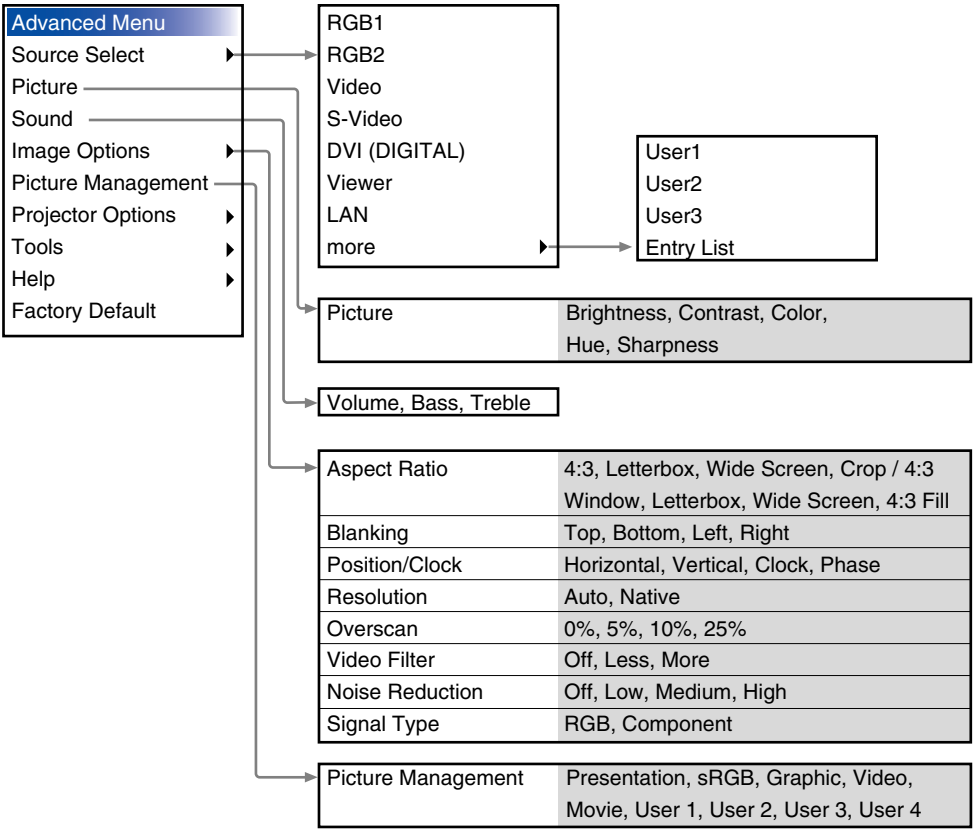 Advanced Menu
Source Select
Picture
Sound
Image Options
Picture Management
Projector Options
Tools
Help
Factory Default
RGB1
RGB2
Video
S-Video
DVI (DIGITAL)
Viewer
LAN
more
User1
User2
User3
Entry List
Picture
Brightness, Contrast, Color,
Hue, Sharpness
Volume, Bass, Treble
Aspect Ratio
4:3, Letterbox, Wide Screen, Crop / 4:3
Window, Letterbox, Wide Screen, 4:3 Fill
Blanking
Top, Bottom, Left, Right
Position/Clock
Horizontal, Vertical, Clock, Phase
Resolution
Auto, Native
Overscan
0%, 5%, 10%, 25%
Video Filter
Off, Less, More
Noise Reduction
Off, Low, Medium, High
Signal Type
RGB, Component
Picture Management
Presentation, sRGB, Graphic, Video,
Movie, User 1, User 2, User 3, User 4